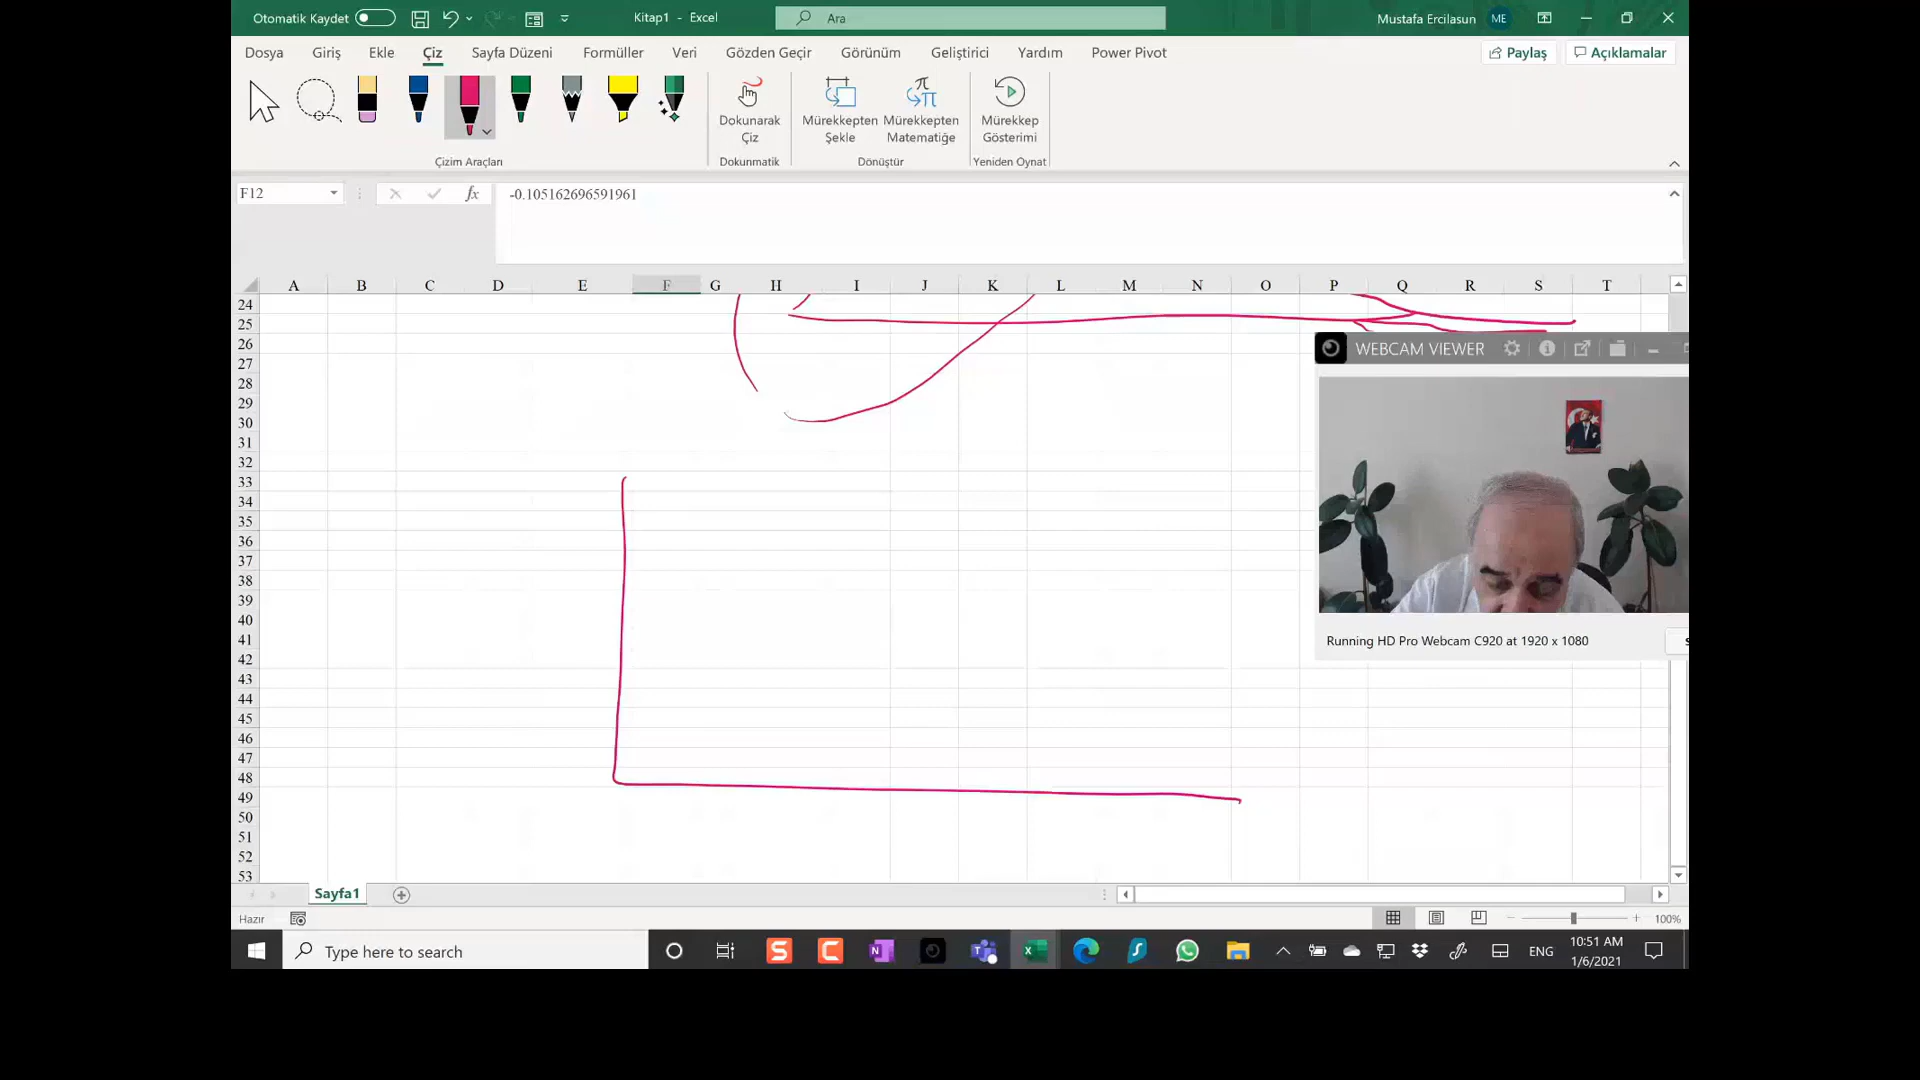 Otomatik Kaydet
Kitap1 - Excel
Ara
Mustafa Ercilasun
ME
Dosya
Giriş
Ekle
Çiz
Sayfa Düzeni
Formüller
Veri
Gözden Geçir
Görünüm
Geliştirici
Yardım
Power Pivot
Paylaş
Açıklamalar
Dokunarak
Çiz
Mürekkepten
Şekle
Mürekkepten
Matematiğe
Mürekkep
Gösterimi
Çizim Araçları
Dokunmatik
Dönüştür
Yeniden Oynat
F12
fx
-0.105162696591961
A B C D E F G H I J K L M N O P Q R S T
24
25
26
27
28
29
30
31
32
33
34
35
36
37
38
39
40
41
42
43
44
45
46
47
48
49
50
51
52
53
WEBCAM VIEWER
Running HD Pro Webcam C920 at 1920 x 1080
Sayfa1
Hazır
100%
Type here to search
ENG
10:51 AM
1/6/2021